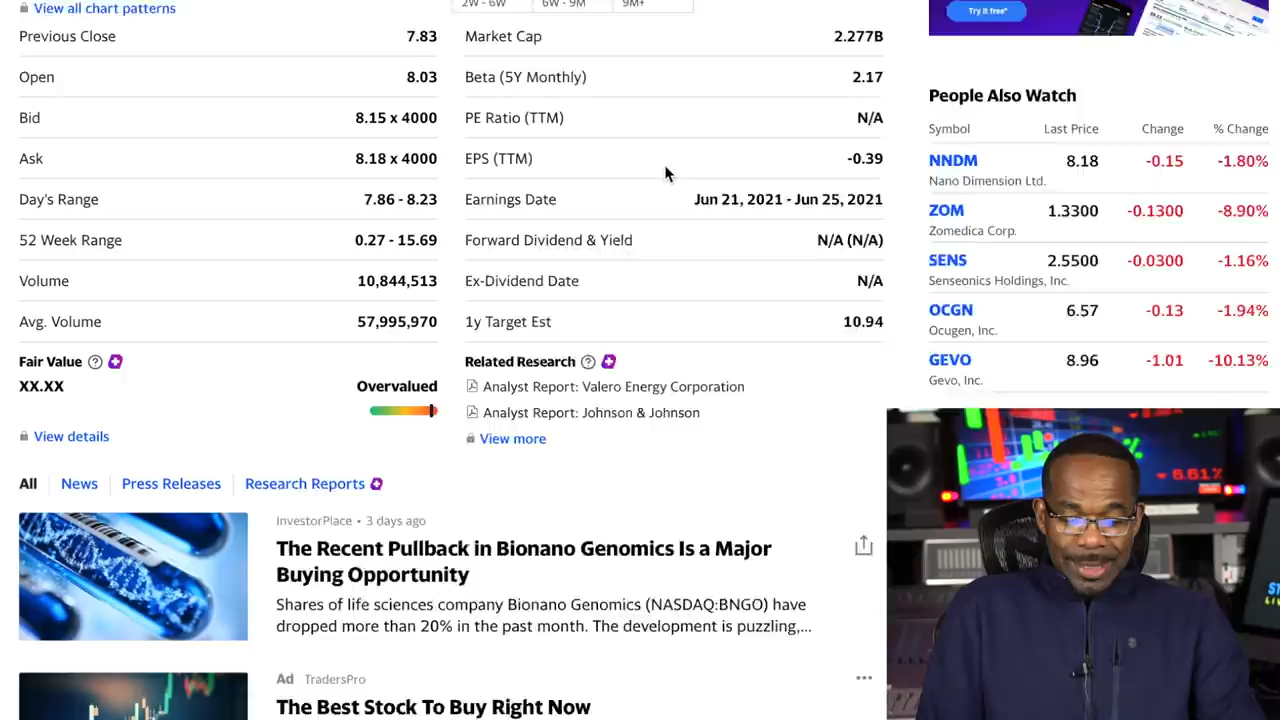 View all chart patterns
2W - 6W 6W - 9M 9M+
Previous Close 7.83
Open 8.03
Bid 8.15 x 4000
Ask 8.18 x 4000
Day's Range 7.86 - 8.23
52 Week Range 0.27 - 15.69
Volume 10,844,513
Avg. Volume 57,995,970
Fair Value
XX.XX Overvalued
View details
Market Cap 2.277B
Beta (5Y Monthly) 2.17
PE Ratio (TTM) N/A
EPS (TTM) -0.39
Earnings Date Jun 21, 2021 - Jun 25, 2021
Forward Dividend & Yield N/A (N/A)
Ex-Dividend Date N/A
1y Target Est 10.94
Related Research
Analyst Report: Valero Energy Corporation
Analyst Report: Johnson & Johnson
View more
Try it free*
People Also Watch
Symbol Last Price Change % Change
NNDM 8.18 -0.15 -1.80%
Nano Dimension Ltd.
ZOM 1.3300 -0.1300 -8.90%
Zomedica Corp.
SENS 2.5500 -0.0300 -1.16%
Senseonics Holdings, Inc.
OCGN 6.57 -0.13 -1.94%
Ocugen, Inc.
GEVO 8.96 -1.01 -10.13%
Gevo, Inc.
All News Press Releases Research Reports
InvestorPlace • 3 days ago
The Recent Pullback in Bionano Genomics Is a Major
Buying Opportunity
Shares of life sciences company Bionano Genomics (NASDAQ:BNGO) have
dropped more than 20% in the past month. The development is puzzling,...
Ad TradersPro
The Best Stock To Buy Right Now
6.61%